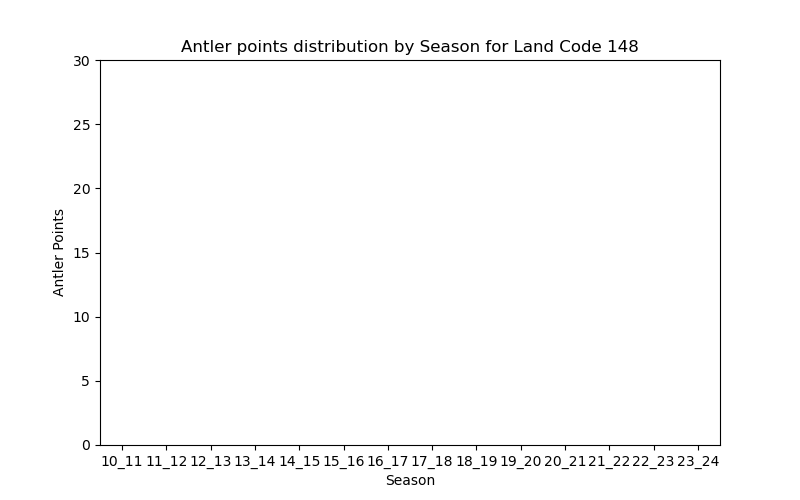 Antler points distribution by Season for Land Code 148
30
25
20
15
10
5
0
Antler Points
10_11 11_12 12_13 13_14 14_15 15_16 16_17 17_18 18_19 19_20 20_21 21_22 22_23 23_24
Season